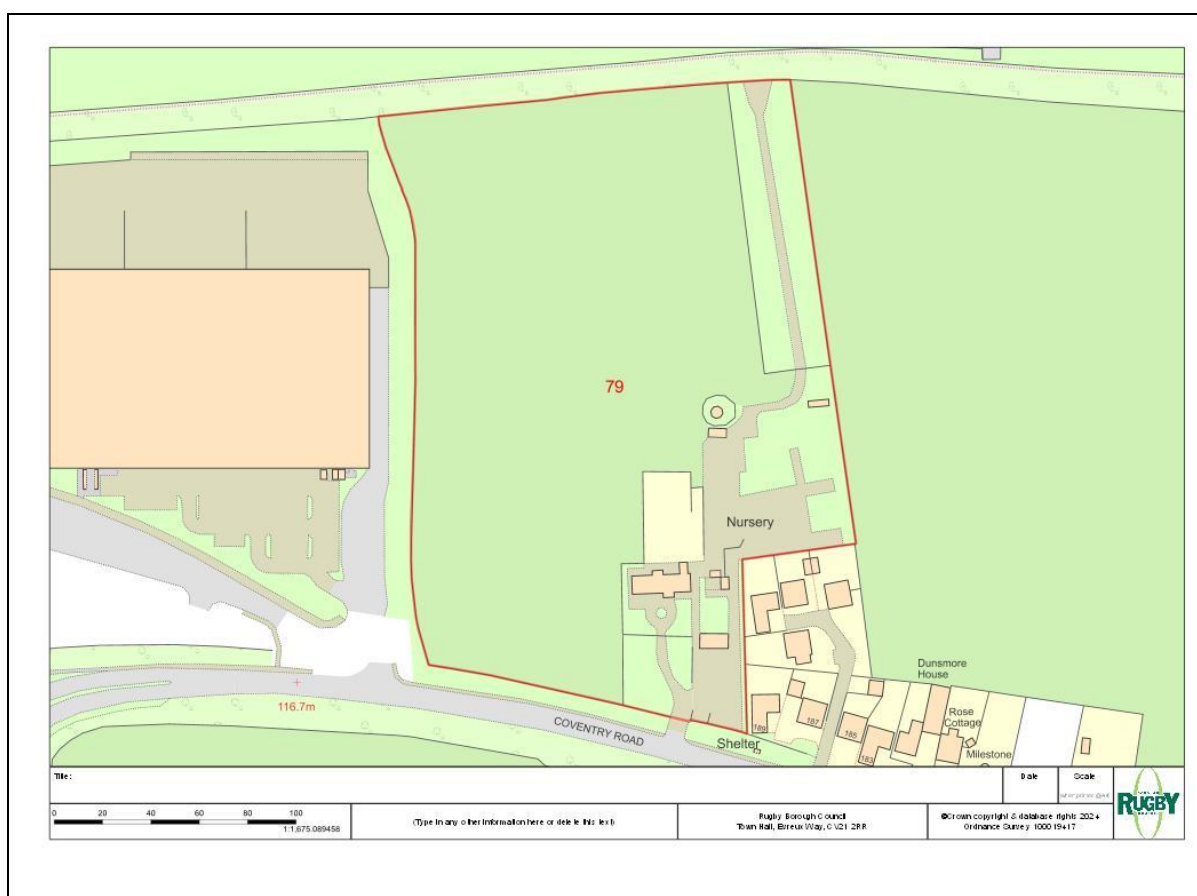 79
Nursery
Dunsmore
House
Rose
Cottage
116.7m
COVENTRY ROAD
Shelter
189
187
185
183
Milestone
Title :
Date
Scale
0 20 40 60 80 100
1:1,675.089458
(Type in any other information here or delete this text)
Rugby Borough Council
Town Hall, Evreux Way, CV21 2RR
©Crown copyright & database rights 2024
Ordnance Survey 100019417
RUGBY